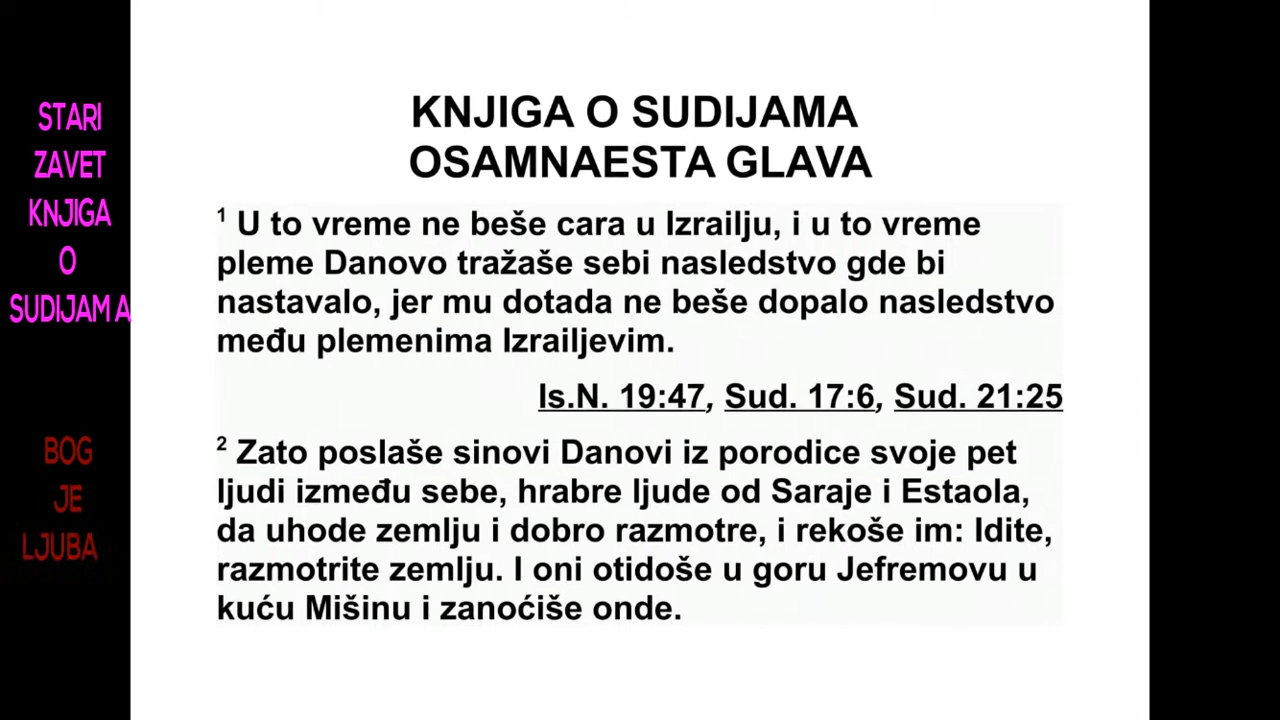 STARI
ZAVET
KNJIGA
O
SUDIJAMA
BOG
JE
LJUBA
KNJIGA O SUDIJAMA
OSAMNAESTA GLAVA
1 U to vreme ne beše cara u Izrailju, i u to vreme
pleme Danovo tražaše sebi nasledstvo gde bi
nastavalo, jer mu dotada ne beše dopalo nasledstvo
među plemenima Izrailjevim.
Is.N. 19:47, Sud. 17:6, Sud. 21:25
2 Zato poslaše sinovi Danovi iz porodice svoje pet
ljudi između sebe, hrabre ljude od Saraje i Estaola,
da uhode zemlju i dobro razmotre, i rekoše im: Idite,
razmotrite zemlju. I oni otidoše u goru Jefremovu u
kuću Mišinu i zanoćiše onde.